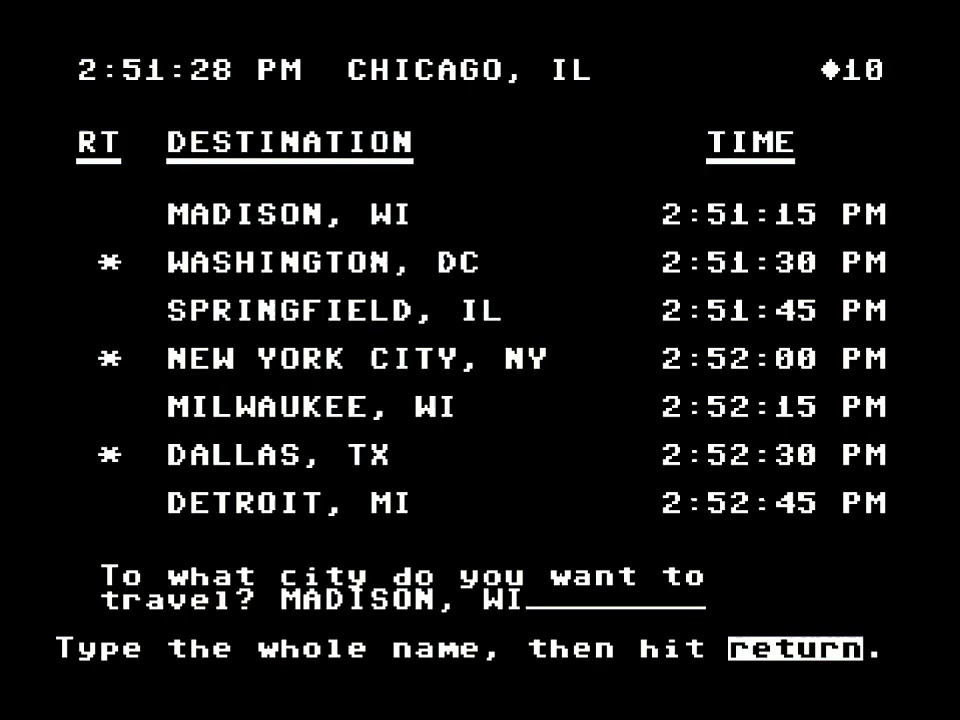 2:51:28 PM CHICAGO, IL ♦10
RT DESTINATION TIME
MADISON, WI 2:51:15 PM
* WASHINGTON, DC 2:51:30 PM
SPRINGFIELD, IL 2:51:45 PM
* NEW YORK CITY, NY 2:52:00 PM
MILWAUKEE, WI 2:52:15 PM
* DALLAS, TX 2:52:30 PM
DETROIT, MI 2:52:45 PM
To what city do you want to
travel? MADISON, WI________
Type the whole name, then hit return.